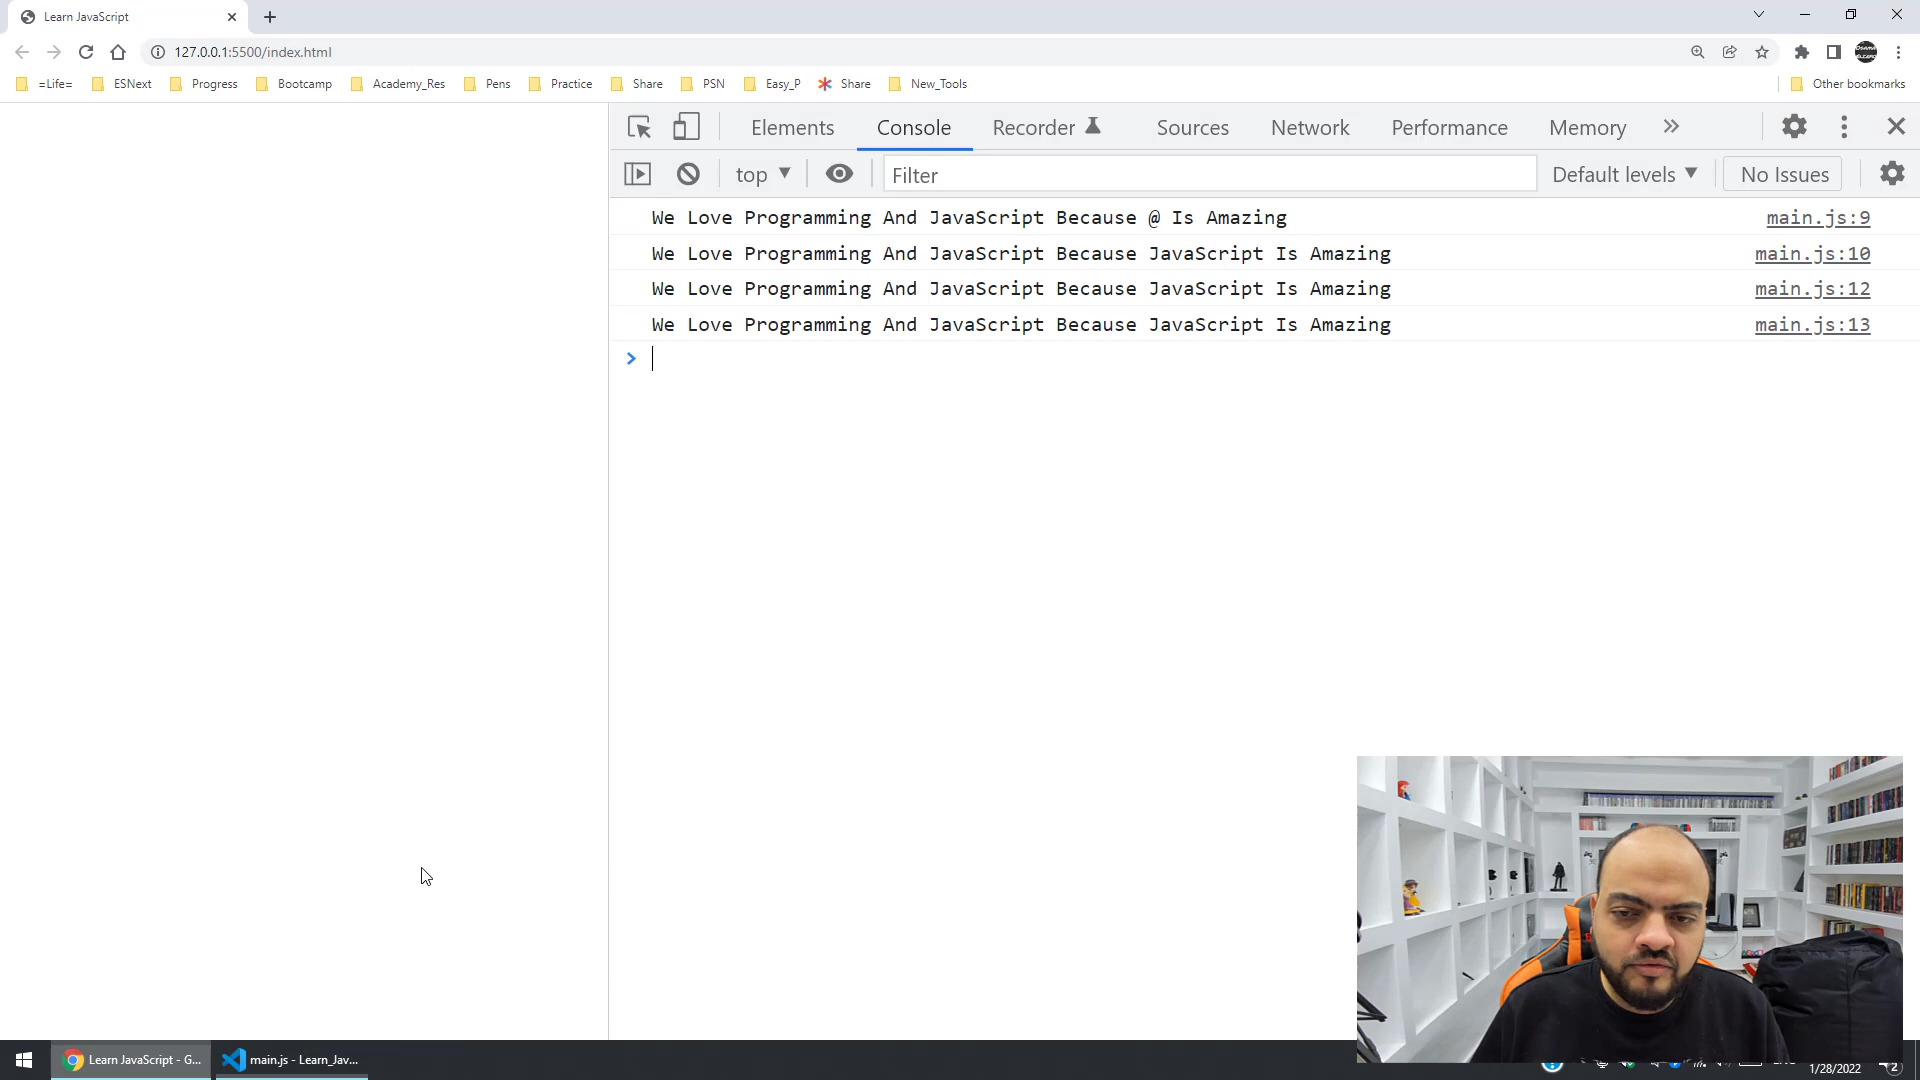 Learn JavaScript
127.0.0.1:5500/index.html
=Life= ESNext Progress Bootcamp Academy_Res Pens Practice Share PSN Easy_P Share New_Tools Other bookmarks
Elements Console Recorder Sources Network Performance Memory
top Filter Default levels No Issues
We Love Programming And JavaScript Because @ Is Amazing main.js:9
We Love Programming And JavaScript Because JavaScript Is Amazing main.js:10
We Love Programming And JavaScript Because JavaScript Is Amazing main.js:12
We Love Programming And JavaScript Because JavaScript Is Amazing main.js:13
>
Learn JavaScript - G... main.js - Learn_Jav...
1/28/2022 2